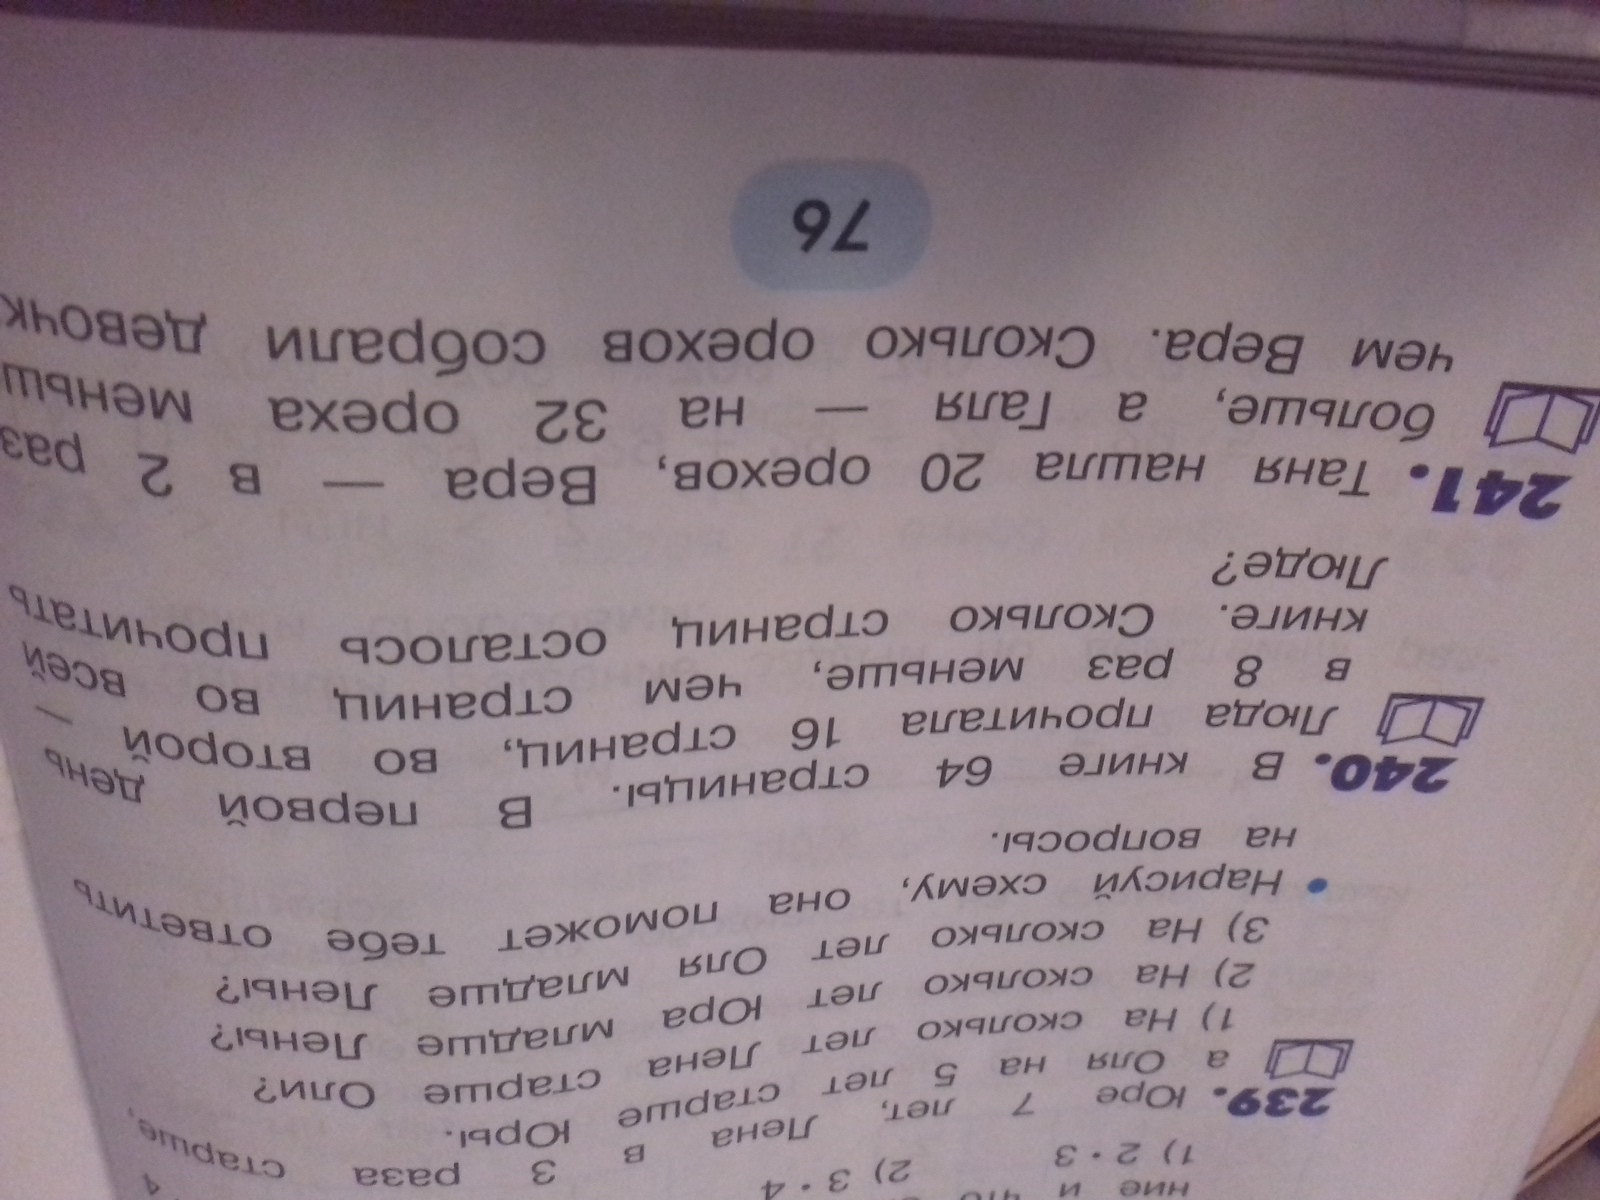 ние и
1) 2 · 3 2) 3 · 4
239. Юре 7 лет, Лена в 3 раза старше,
а Оля на 5 лет старше Юры.
1) На сколько лет Лена старше Оли?
2) На сколько лет Юра младше Лены?
3) На сколько лет Оля младше Лены?
• Нарисуй схему, она поможет тебе ответить
на вопросы.
240. В книге 64 страницы. В первой день
Люда прочитала 16 страниц, во второй —
в 8 раз меньше, чем страниц во всей
книге. Сколько страниц осталось прочитать
Люде?
241. Таня нашла 20 орехов, Вера — в 2 раз
больше, а Галя — на 32 ореха меньш
чем Вера. Сколько орехов собрали девочк
76